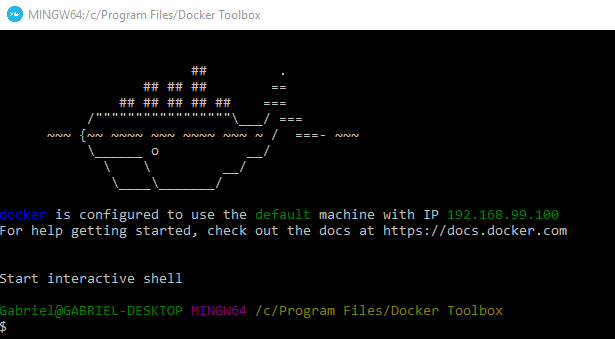 MINGW64:/c/Program Files/Docker Toolbox
                        ##         .
                  ## ## ##        ==
               ## ## ## ## ##    ===
           /"""""""""""""""""\___/ ===
      ~~~ {~~ ~~~~ ~~~ ~~~~ ~~~ ~ /  ===- ~~~
           \______ o           __/
             \    \         __/
              \____\_______/
docker is configured to use the default machine with IP 192.168.99.100
For help getting started, check out the docs at https://docs.docker.com
Start interactive shell
Gabriel@GABRIEL-DESKTOP MINGW64 /c/Program Files/Docker Toolbox
$